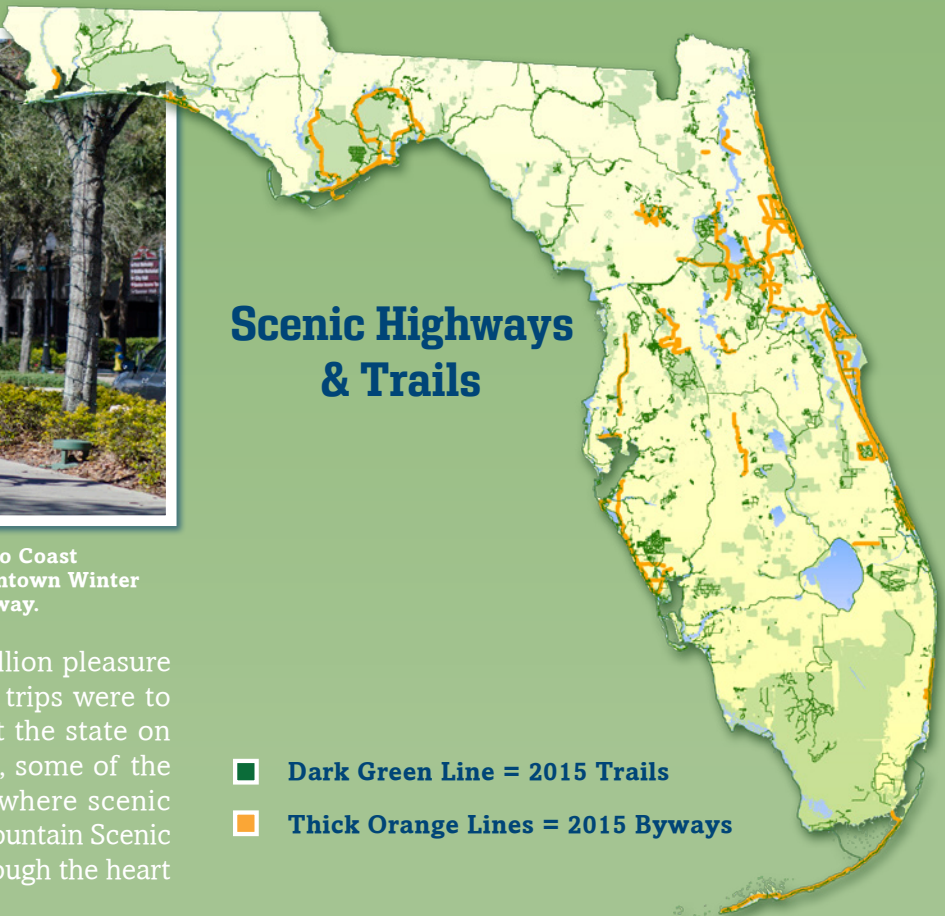 Scenic Highways
& Trails
o Coast
ntown Winter
way.
llion pleasure
trips were to
t the state on
, some of the
where scenic
ountain Scenic
ough the heart
Dark Green Line = 2015 Trails
Thick Orange Lines = 2015 Byways